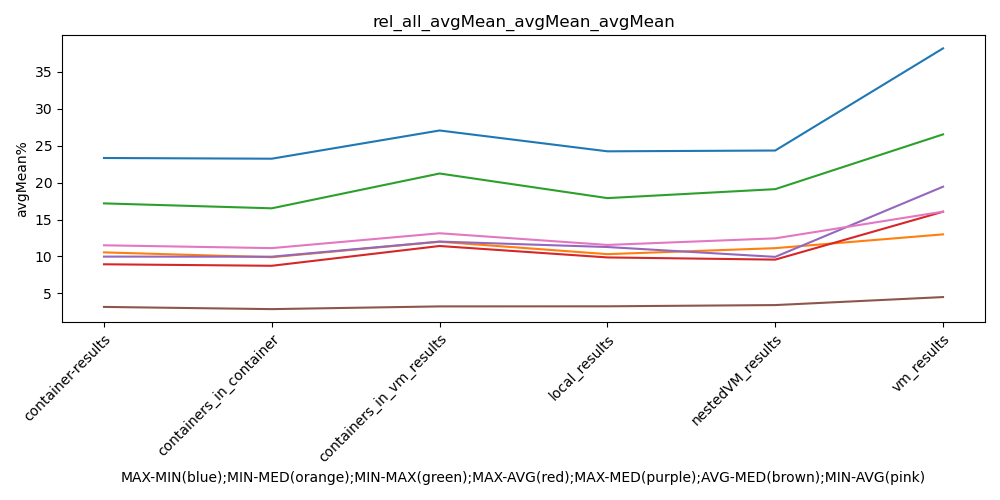 rel_all_avgMean_avgMean_avgMean
avgMean%
35
30
25
20
15
10
5
container-results
containers_in_container
containers_in_vm_results
local_results
nestedVM_results
vm_results
MAX-MIN(blue);MIN-MED(orange);MIN-MAX(green);MAX-AVG(red);MAX-MED(purple);AVG-MED(brown);MIN-AVG(pink)